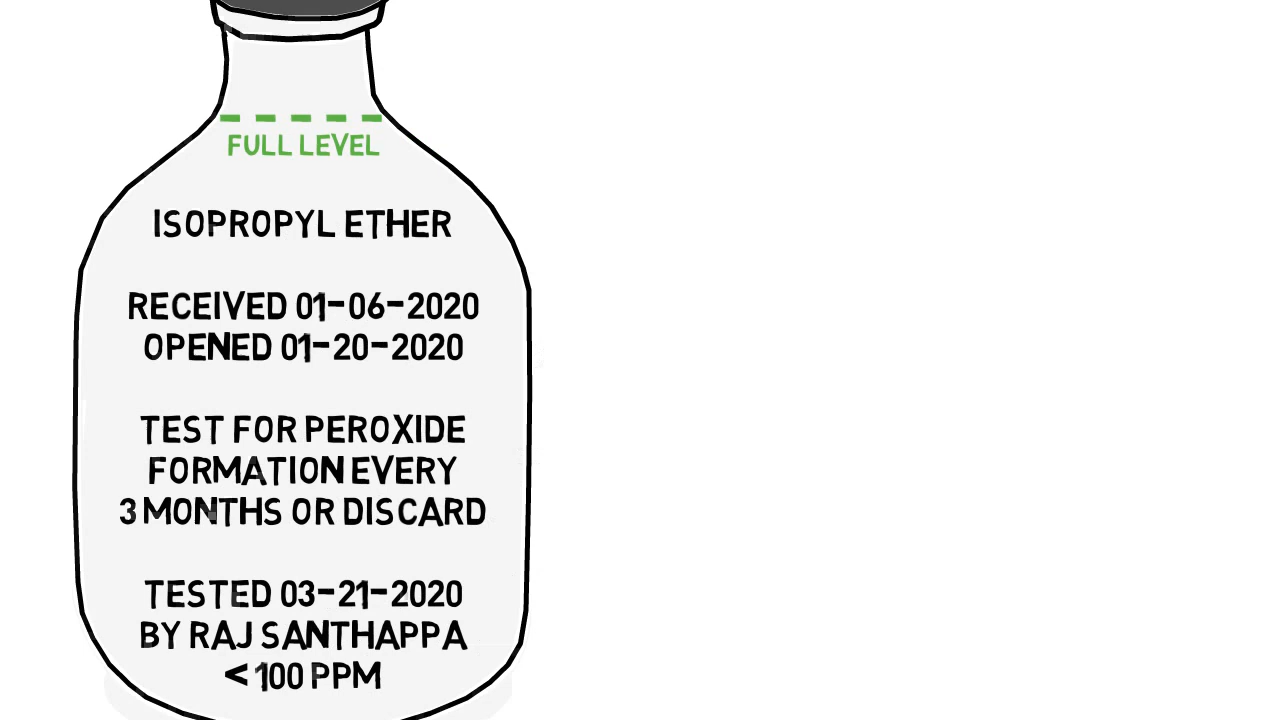 FULL LEVEL
ISOPROPYL ETHER
RECEIVED 01-06-2020
OPENED 01-20-2020
TEST FOR PEROXIDE
FORMATION EVERY
3 MONTHS OR DISCARD
TESTED 03-21-2020
BY RAJ SANTHAPPA
< 100 PPM